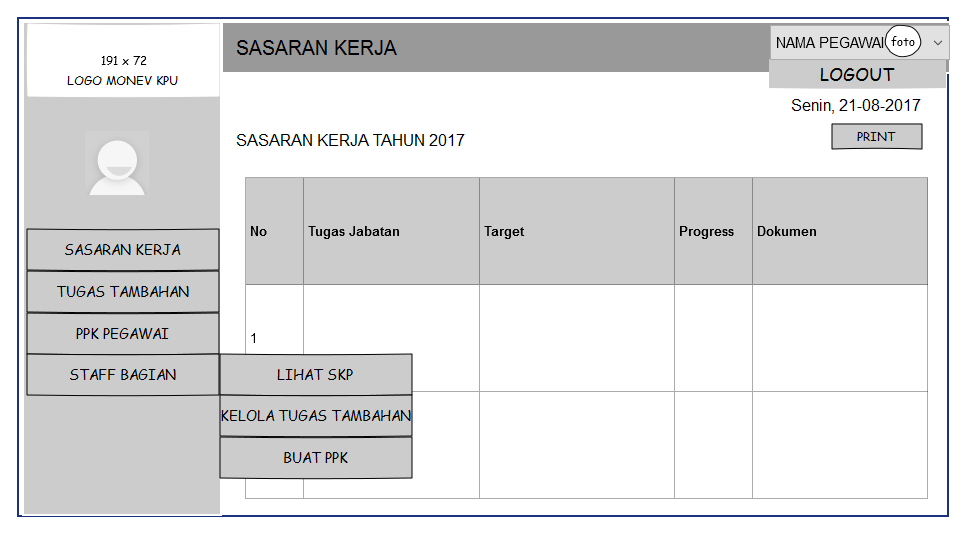 191 x 72
LOGO MONEV KPU
SASARAN KERJA
NAMA PEGAWAI foto
LOGOUT
Senin, 21-08-2017
SASARAN KERJA TAHUN 2017
PRINT
No Tugas Jabatan Target Progress Dokumen
1
SASARAN KERJA
TUGAS TAMBAHAN
PPK PEGAWAI
STAFF BAGIAN
LIHAT SKP
KELOLA TUGAS TAMBAHAN
BUAT PPK